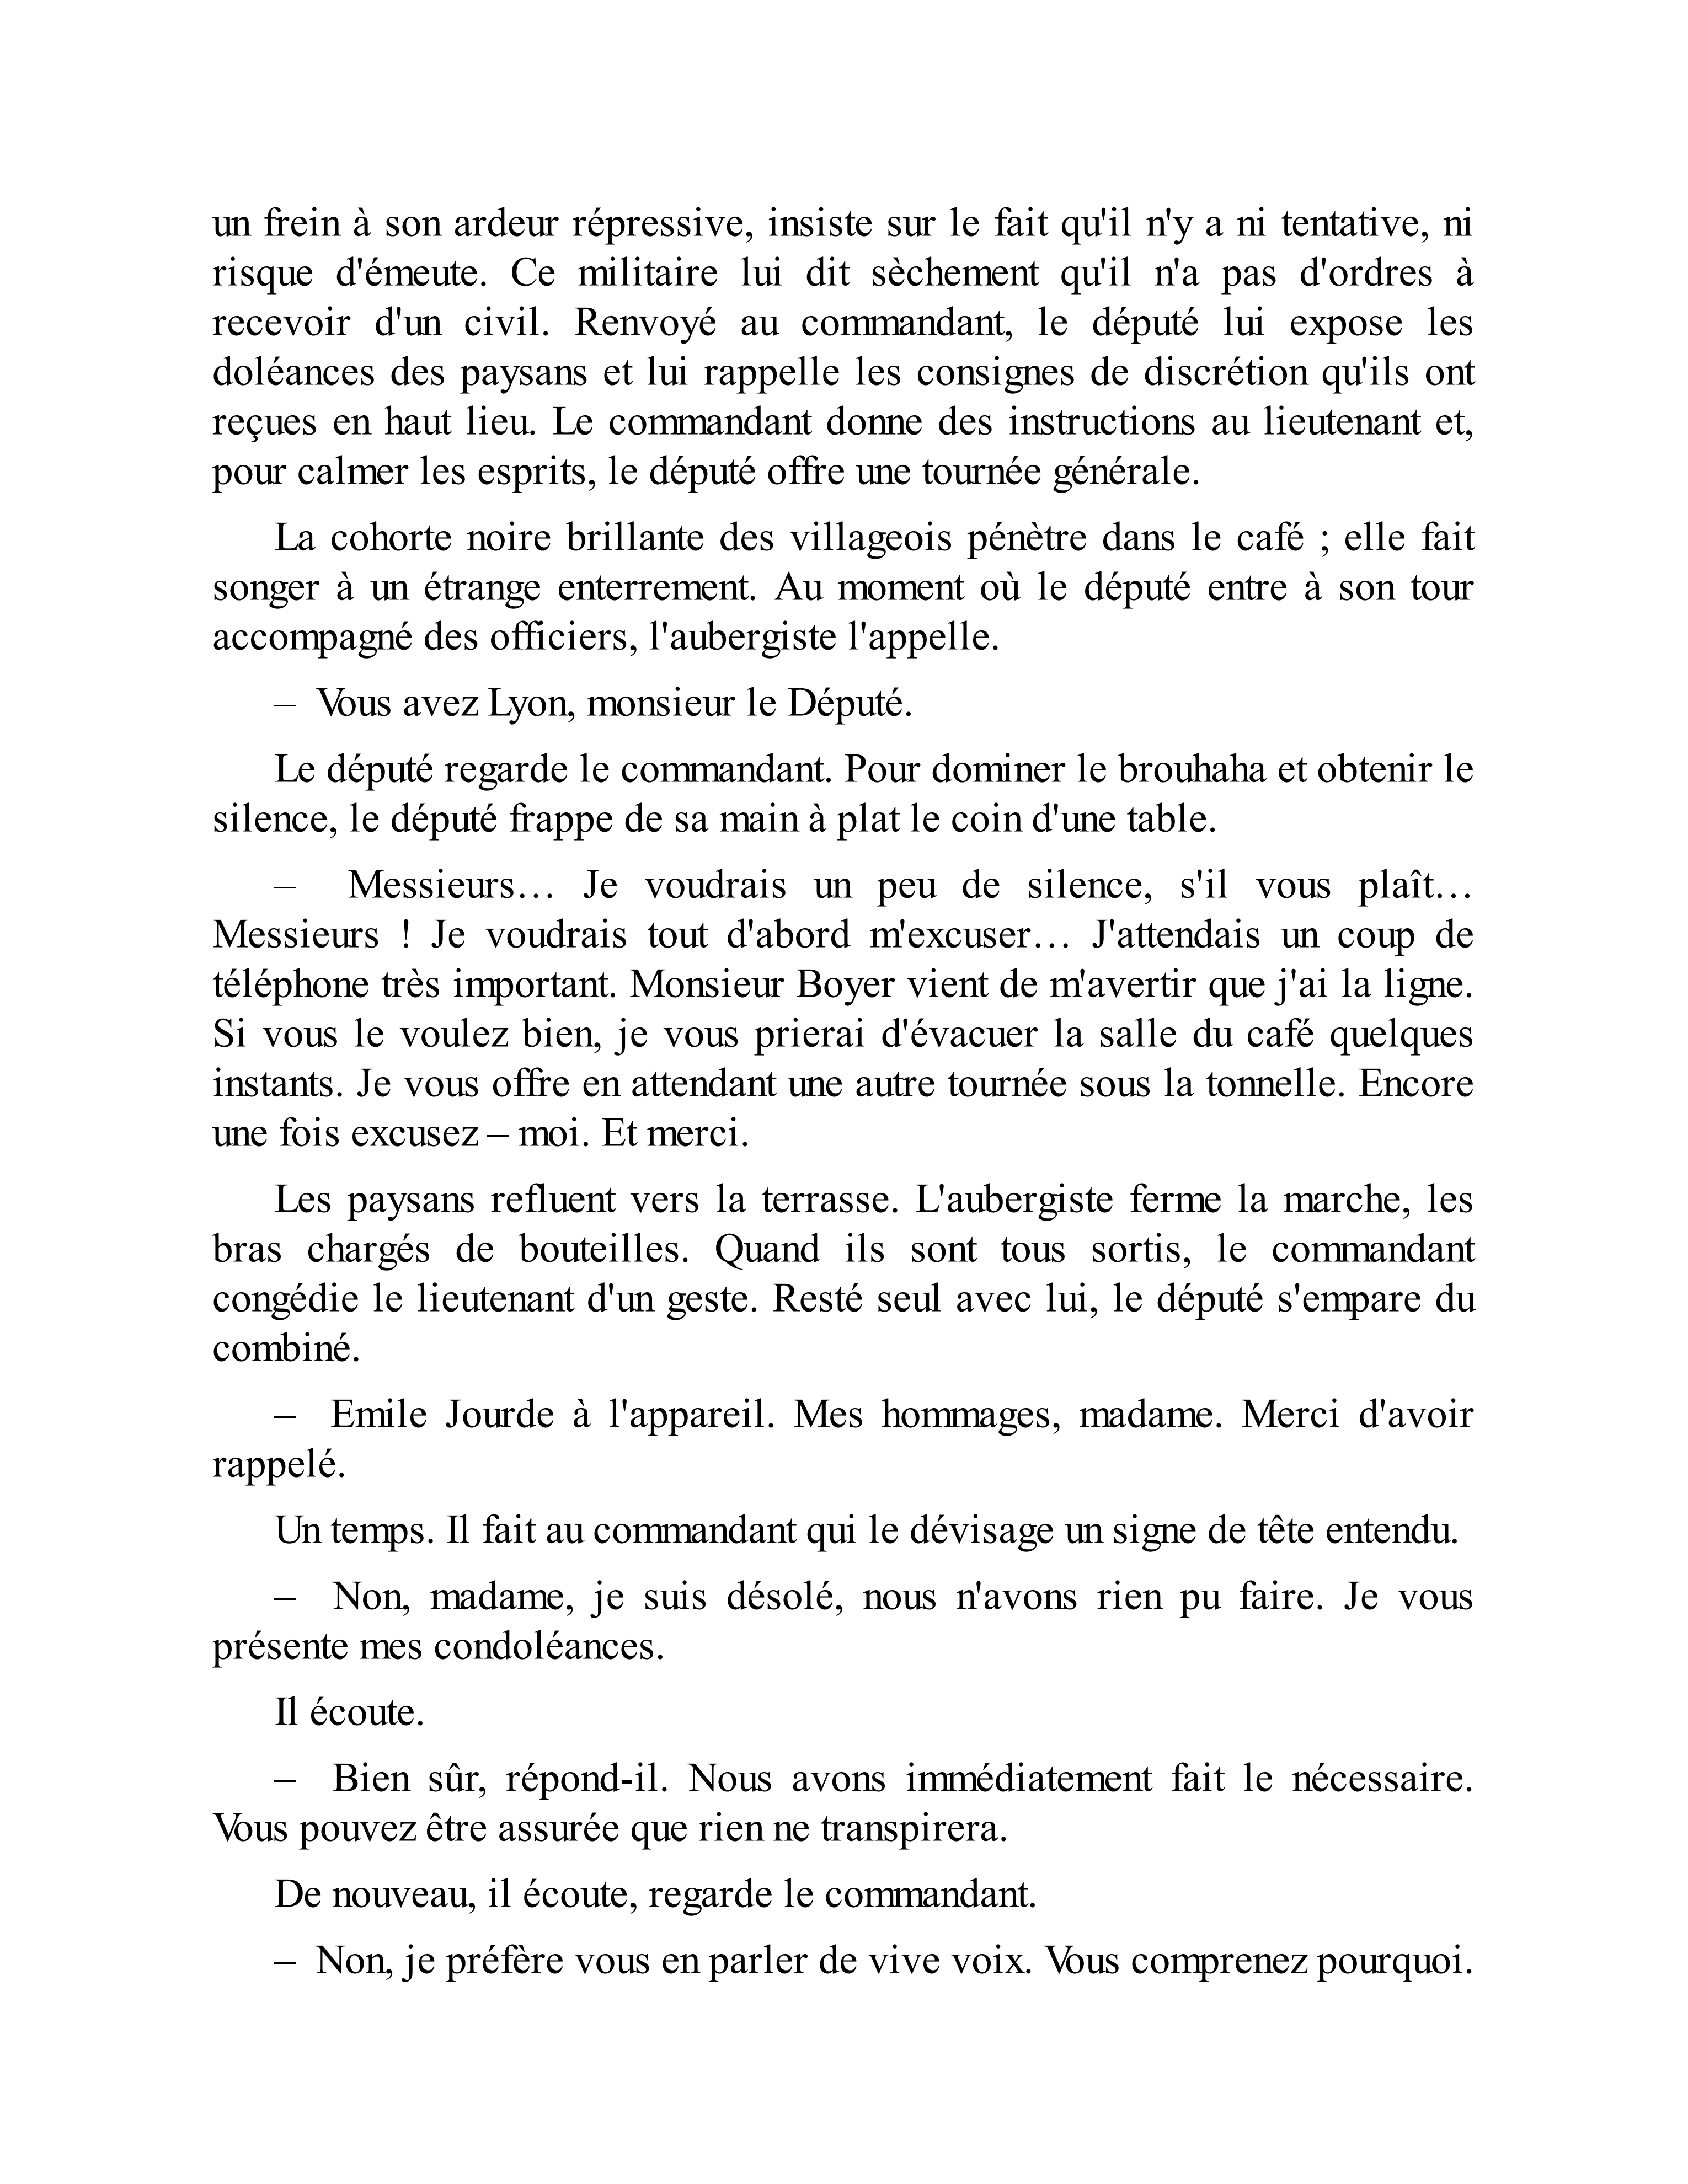 un frein à son ardeur répressive, insiste sur le fait qu'il n'y a ni tentative, ni
risque d'émeute. Ce militaire lui dit sèchement qu'il n'a pas d'ordres à
recevoir d'un civil. Renvoyé au commandant, le député lui expose les
doléances des paysans et lui rappelle les consignes de discrétion qu'ils ont
reçues en haut lieu. Le commandant donne des instructions au lieutenant et,
pour calmer les esprits, le député offre une tournée générale.
La cohorte noire brillante des villageois pénètre dans le café ; elle fait
songer à un étrange enterrement. Au moment où le député entre à son tour
accompagné des officiers, l'aubergiste l'appelle.
– Vous avez Lyon, monsieur le Député.
Le député regarde le commandant. Pour dominer le brouhaha et obtenir le
silence, le député frappe de sa main à plat le coin d'une table.
– Messieurs… Je voudrais un peu de silence, s'il vous plaît…
Messieurs ! Je voudrais tout d'abord m'excuser… J'attendais un coup de
téléphone très important. Monsieur Boyer vient de m'avertir que j'ai la ligne.
Si vous le voulez bien, je vous prierai d'évacuer la salle du café quelques
instants. Je vous offre en attendant une autre tournée sous la tonnelle. Encore
une fois excusez – moi. Et merci.
Les paysans refluent vers la terrasse. L'aubergiste ferme la marche, les
bras chargés de bouteilles. Quand ils sont tous sortis, le commandant
congédie le lieutenant d'un geste. Resté seul avec lui, le député s'empare du
combiné.
– Emile Jourde à l'appareil. Mes hommages, madame. Merci d'avoir
rappelé.
Un temps. Il fait au commandant qui le dévisage un signe de tête entendu.
– Non, madame, je suis désolé, nous n'avons rien pu faire. Je vous
présente mes condoléances.
Il écoute.
– Bien sûr, répond-il. Nous avons immédiatement fait le nécessaire.
Vous pouvez être assurée que rien ne transpirera.
De nouveau, il écoute, regarde le commandant.
– Non, je préfère vous en parler de vive voix. Vous comprenez pourquoi.